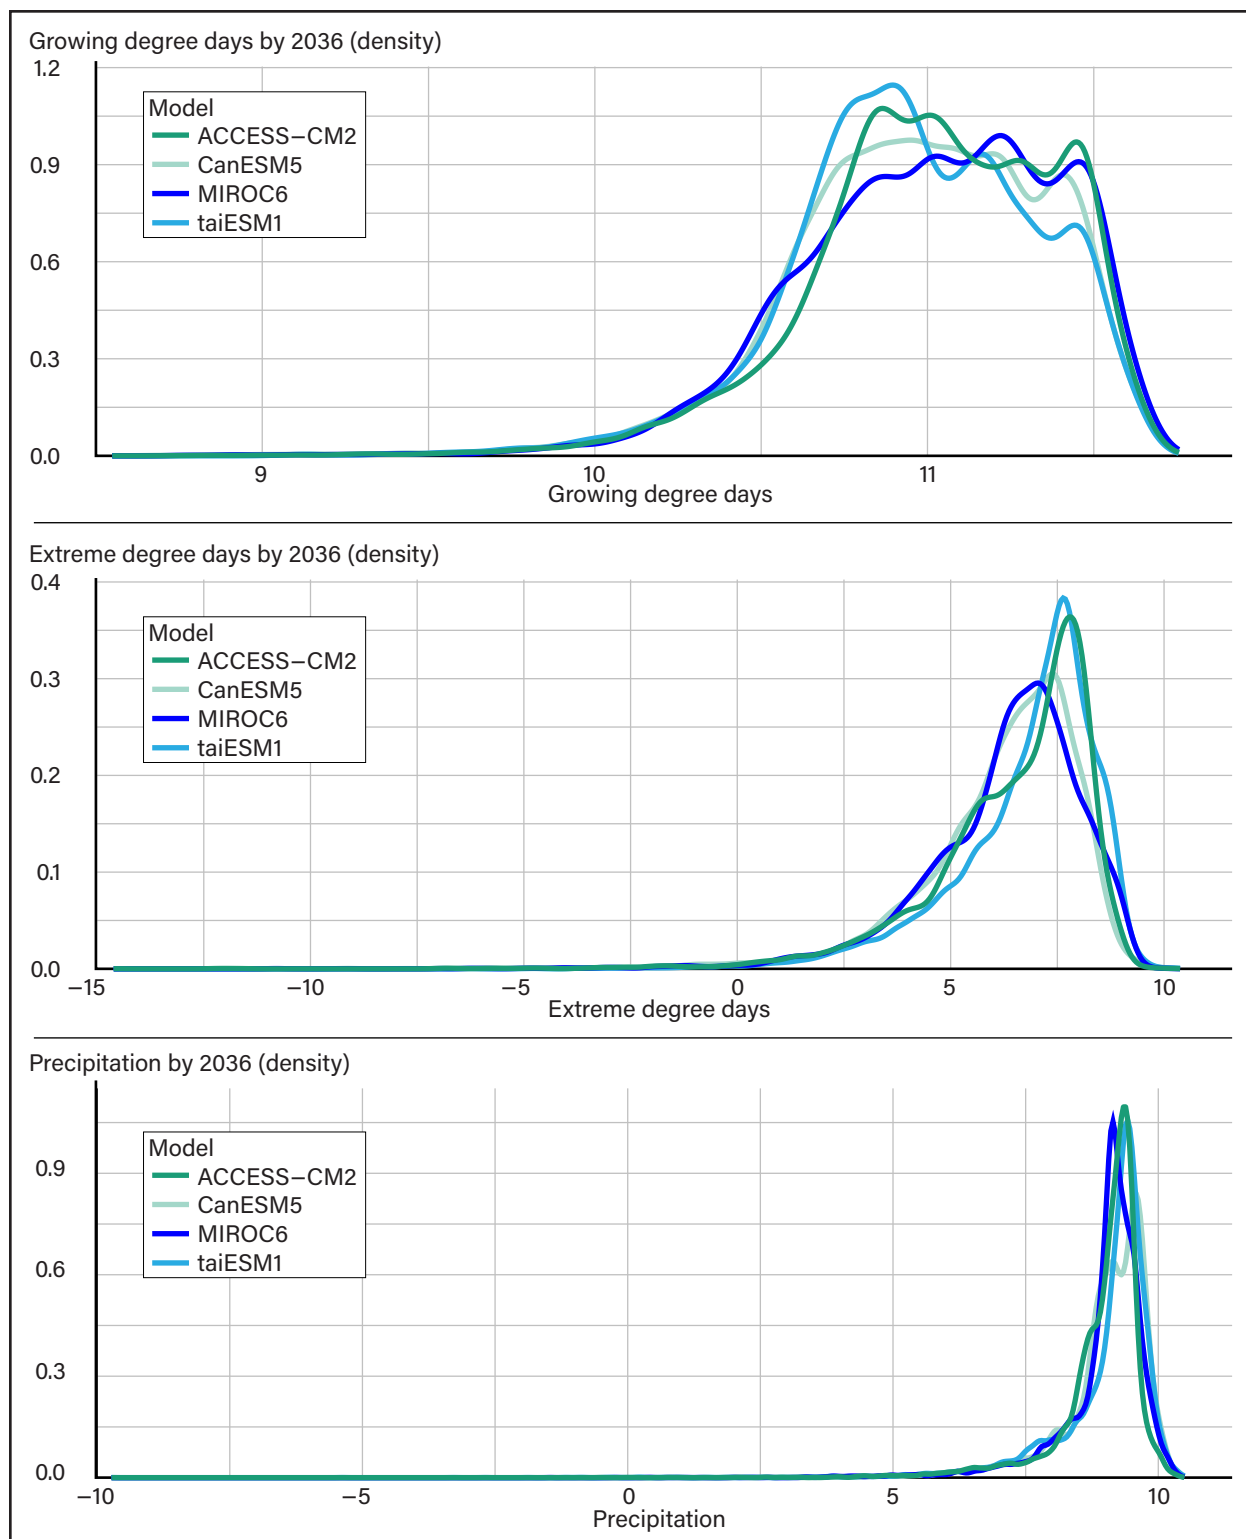 Growing degree days by 2036 (density)
1.2
Model
ACCESS–CM2
0.9
CanESM5
MIROC6
taiESM1
0.6
0.3
0.0
9
10
11
Growing degree days
Extreme degree days by 2036 (density)
0.4
Model
ACCESS–CM2
0.3
CanESM5
MIROC6
taiESM1
0.2
0.1
0.0
–15
–10
–5
0
5
10
Extreme degree days
Precipitation by 2036 (density)
Model
0.9
ACCESS–CM2
CanESM5
MIROC6
0.6
taiESM1
0.3
0.0
–10
–5
0
5
10
Precipitation